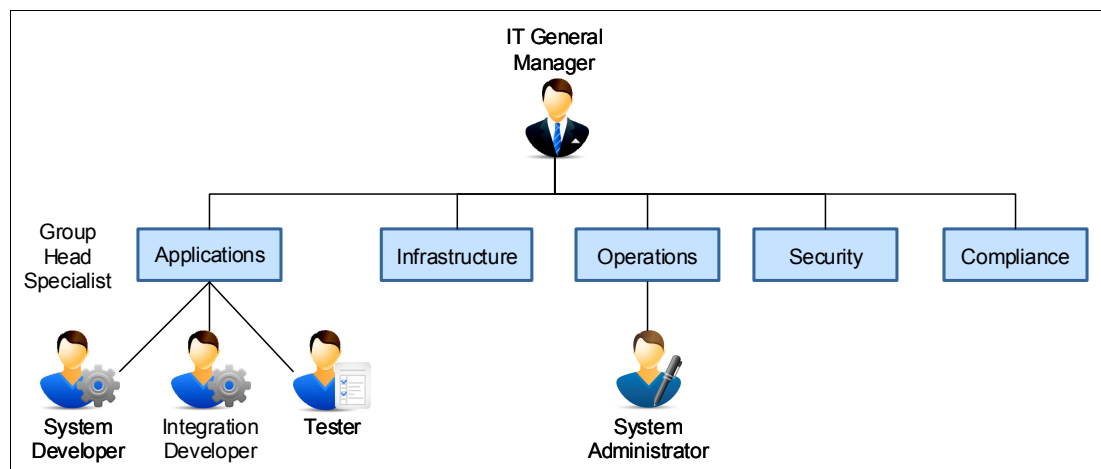 IT General
Manager
Group
Head
Specialist
Applications
Infrastructure
Operations
Security
Compliance
System
Developer
Integration
Developer
Tester
System
Administrator